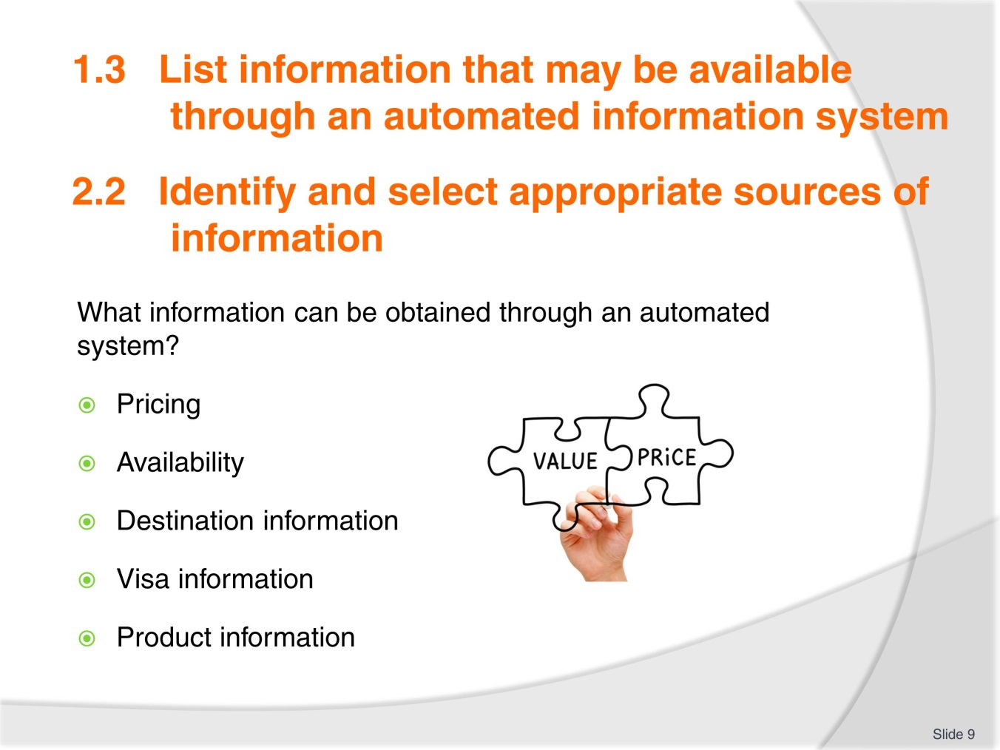 1.3 List information that may be available
through an automated information system
2.2 Identify and select appropriate sources of
information
What information can be obtained through an automated
system?
Pricing
Availability
Destination information
Visa information
Product information
VALUE PRiCE
Slide 9